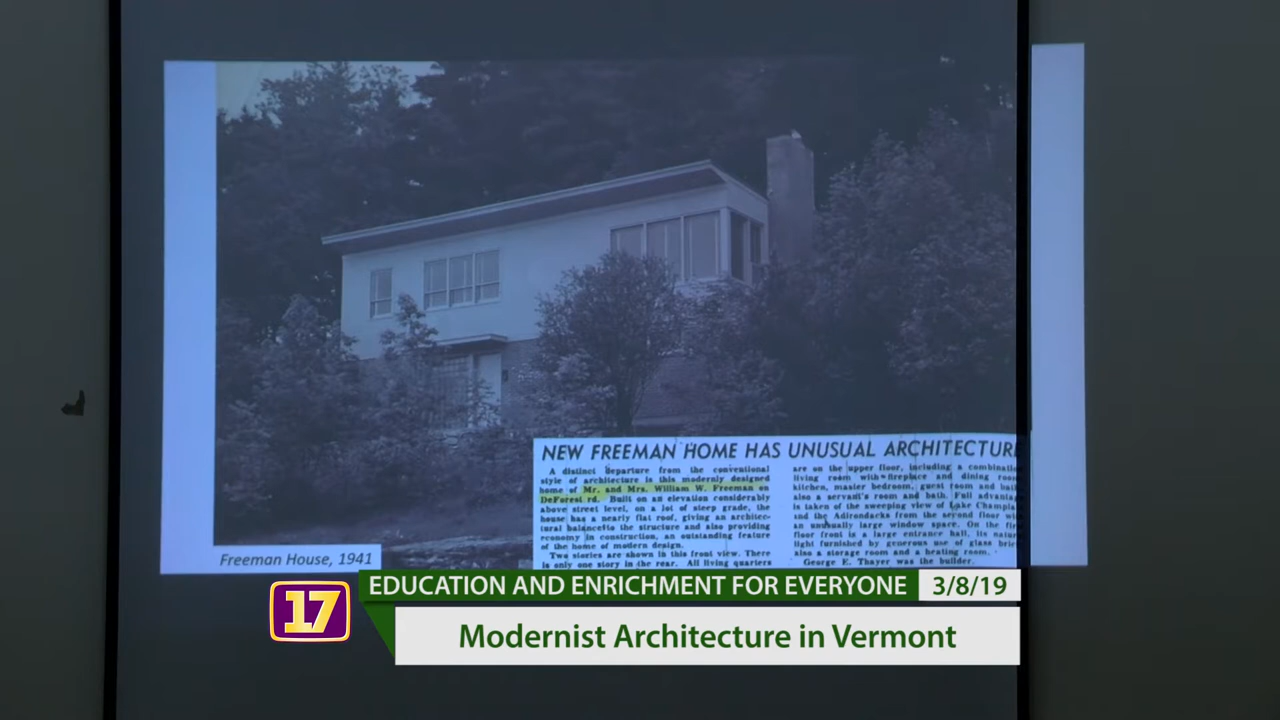 NEW FREEMAN HOME HAS UNUSUAL ARCHITECTUR
A distinct departure from the conventional
style of architecture is this modernly designed
home of Mr. and Mrs. William W. Freeman on
DeForest rd. Built on an elevation considerably
above street level, on a lot of steep grade, the
house has a nearly flat roof, giving an architec-
tural balance to the structure and also providing
economy in construction, an outstanding feature
of the home of modern design.
Two stories are shown in this front view. There
is only one story in the rear. All living quarters
are on the upper floor, including a combinatio
living room with fireplace and dining room
kitchen, master bedroom, guest room and bath
also a servant's room and bath. Full advantag
is taken of the sweeping view of Lake Champla
and the Adirondacks from the second floor wi
an unusually large window space. On the fir
floor front is a large entrance hall, its natur
light furnished by generous use of glass bric
also a storage room and a heating room.
George E. Thayer was the builder.
Freeman House, 1941
17
EDUCATION AND ENRICHMENT FOR EVERYONE
3/8/19
Modernist Architecture in Vermont